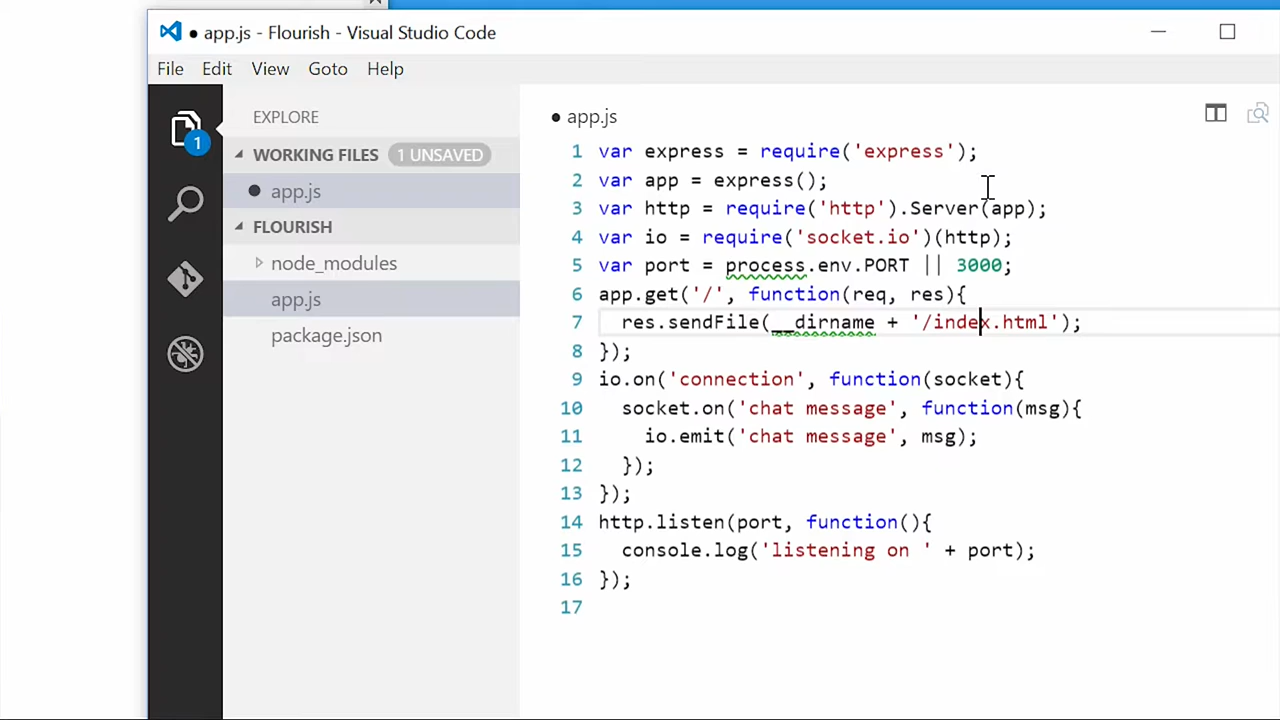 ● app.js - Flourish - Visual Studio Code
File Edit View Goto Help
EXPLORE
1
WORKING FILES 1 UNSAVED
● app.js
FLOURISH
node_modules
app.js
package.json
● app.js
1 var express = require('express');
2 var app = express();
3 var http = require('http').Server(app);
4 var io = require('socket.io')(http);
5 var port = process.env.PORT || 3000;
6 app.get('/', function(req, res){
7   res.sendFile(__dirname + '/index.html');
8 });
9 io.on('connection', function(socket){
10   socket.on('chat message', function(msg){
11     io.emit('chat message', msg);
12   });
13 });
14 http.listen(port, function(){
15   console.log('listening on ' + port);
16 });
17